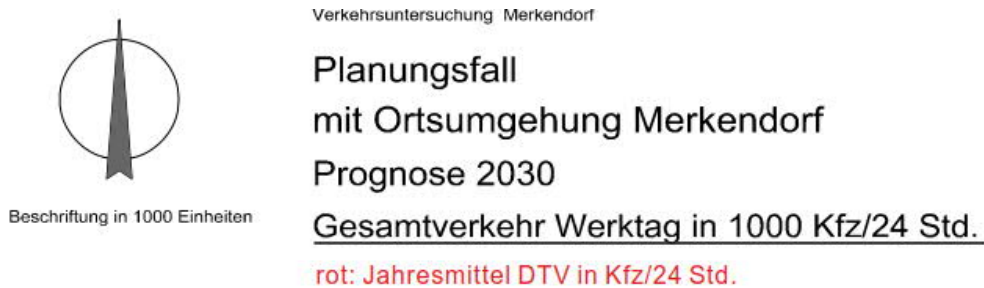 Verkehrsuntersuchung Merkendorf
Planungsfall
mit Ortsumgehung Merkendorf
Prognose 2030
Beschriftung in 1000 Einheiten
Gesamtverkehr Werktag in 1000 Kfz/24 Std.
rot: Jahresmittel DTV in Kfz/24 Std.